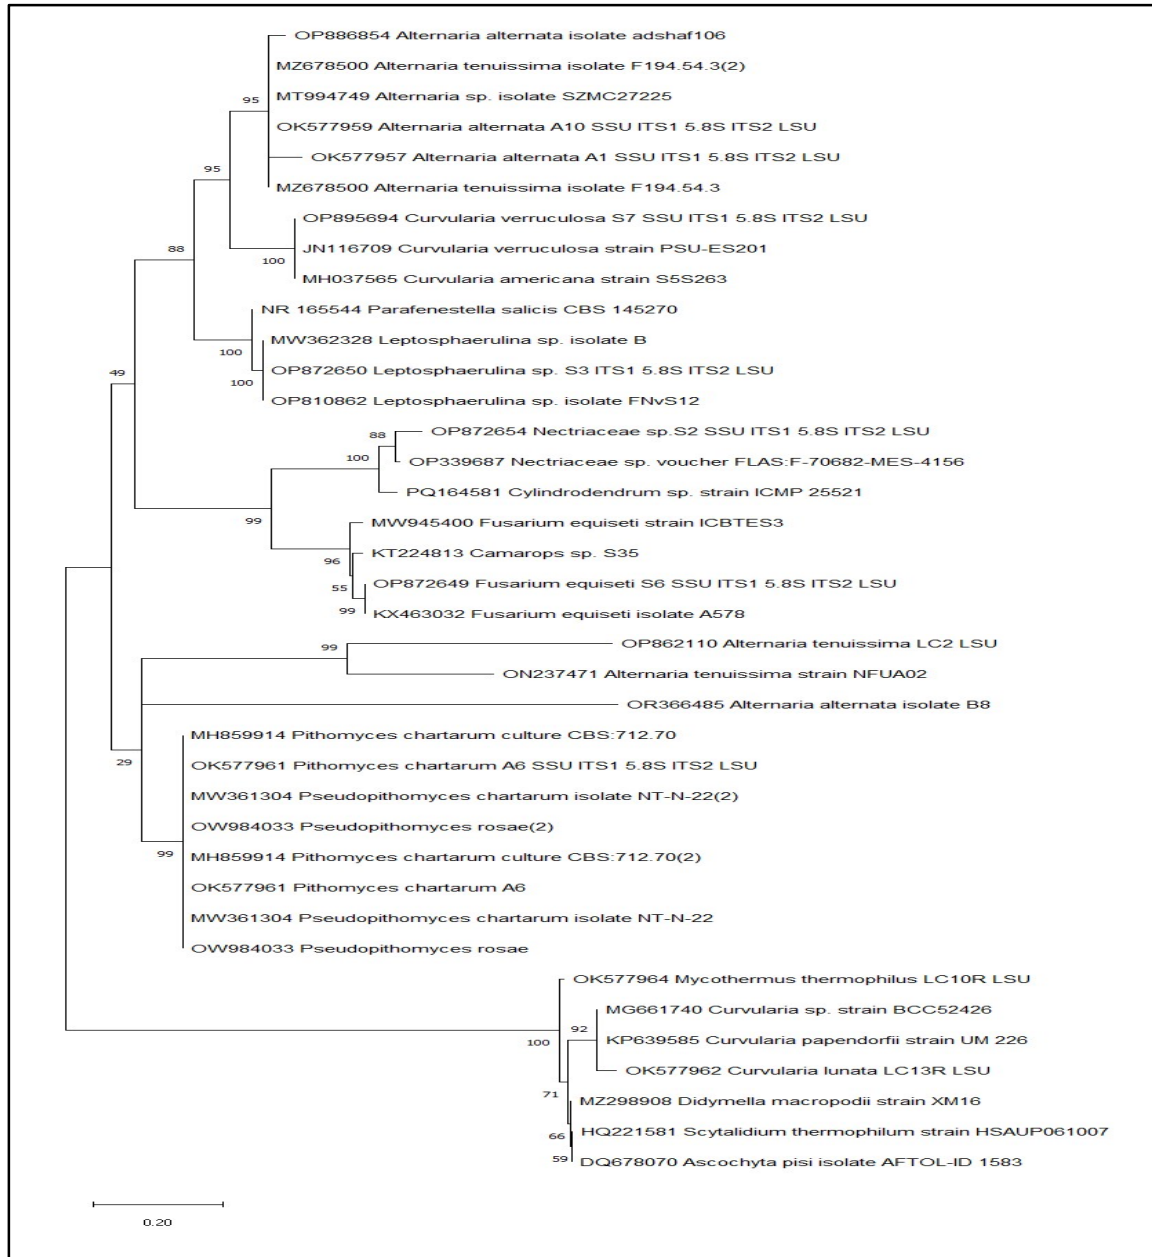 OP886854 Alternaria alternata isolate adshaf106
MZ678500 Alternaria tenuissima isolate F194.54.3(2)
95
MT994749 Alternaria sp. isolate SZMC27225
OK577959 Alternaria alternata A10 SSU ITS1 5.8S ITS2 LSU
OK577957 Alternaria alternata A1 SSU ITS1 5.8S ITS2 LSU
95
MZ678500 Alternaria tenuissima isolate F194.54.3
OP895694 Curvularia verruculosa S7 SSU ITS1 5.8S ITS2 LSU
88
JN116709 Curvularia verruculosa strain PSU-ES201
100
MH037565 Curvularia americana strain S5S263
NR 165544 Parafenestella salicis CBS 145270
MW362328 Leptosphaerulina sp. isolate B
100
49
OP872650 Leptosphaerulina sp. S3 ITS1 5.8S ITS2 LSU
100
OP810862 Leptosphaerulina sp. isolate FNvS12
88
OP872654 Nectriaceae sp.S2 SSU ITS1 5.8S ITS2 LSU
100
OP339687 Nectriaceae sp. voucher FLAS:F-70682-MES-4156
PQ164581 Cylindrodendrum sp. strain ICMP 25521
99
MW945400 Fusarium equiseti strain ICBTES3
KT224813 Camarops sp. S35
96
OP872649 Fusarium equiseti S6 SSU ITS1 5.8S ITS2 LSU
55
99
KX463032 Fusarium equiseti isolate A578
99
OP862110 Alternaria tenuissima LC2 LSU
ON237471 Alternaria tenuissima strain NFUA02
OR366485 Alternaria alternata isolate B8
MH859914 Pithomyces chartarum culture CBS:712.70
29
OK577961 Pithomyces chartarum A6 SSU ITS1 5.8S ITS2 LSU
MW361304 Pseudopithomyces chartarum isolate NT-N-22(2)
OW984033 Pseudopithomyces rosae(2)
99
MH859914 Pithomyces chartarum culture CBS:712.70(2)
OK577961 Pithomyces chartarum A6
MW361304 Pseudopithomyces chartarum isolate NT-N-22
OW984033 Pseudopithomyces rosae
OK577964 Mycothermus thermophilus LC10R LSU
MG661740 Curvularia sp. strain BCC52426
92
100
KP639585 Curvularia papendorfii strain UM 226
OK577962 Curvularia lunata LC13R LSU
71
MZ298908 Didymella macropodii strain XM16
66
HQ221581 Scytalidium thermophilum strain HSAUP061007
59
DQ678070 Ascochyta pisi isolate AFTOL-ID 1583
0.20